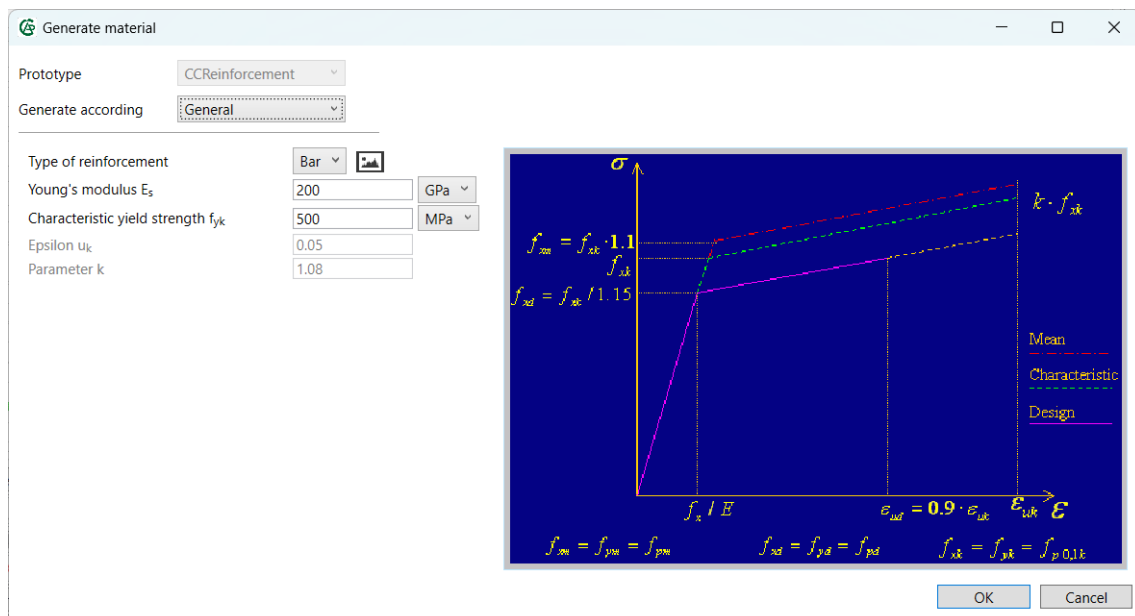 Generate material
Prototype CCReinforcement
Generate according General
Type of reinforcement Bar
Young's modulus Eₛ 200 GPa
Characteristic yield strength fyk 500 MPa
Epsilon uk 0.05
Parameter k 1.08
σ
k · fxk
fxm = fxk·1.1
fxk
fxd = fxk /1.15
Mean
Characteristic
Design
fx / E
εud = 0.9 · εuk
εuk
ε
fxm = fym = fpm
fxd = fyd = fpd
fxk = fyk = fp 0,1k
OK
Cancel